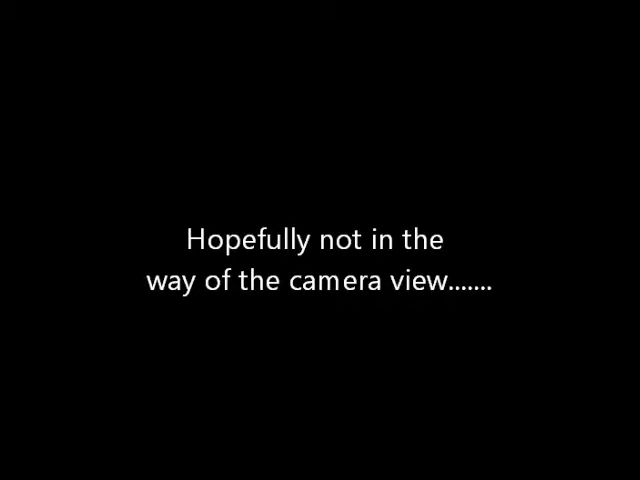 Hopefully not in the
way of the camera view.......